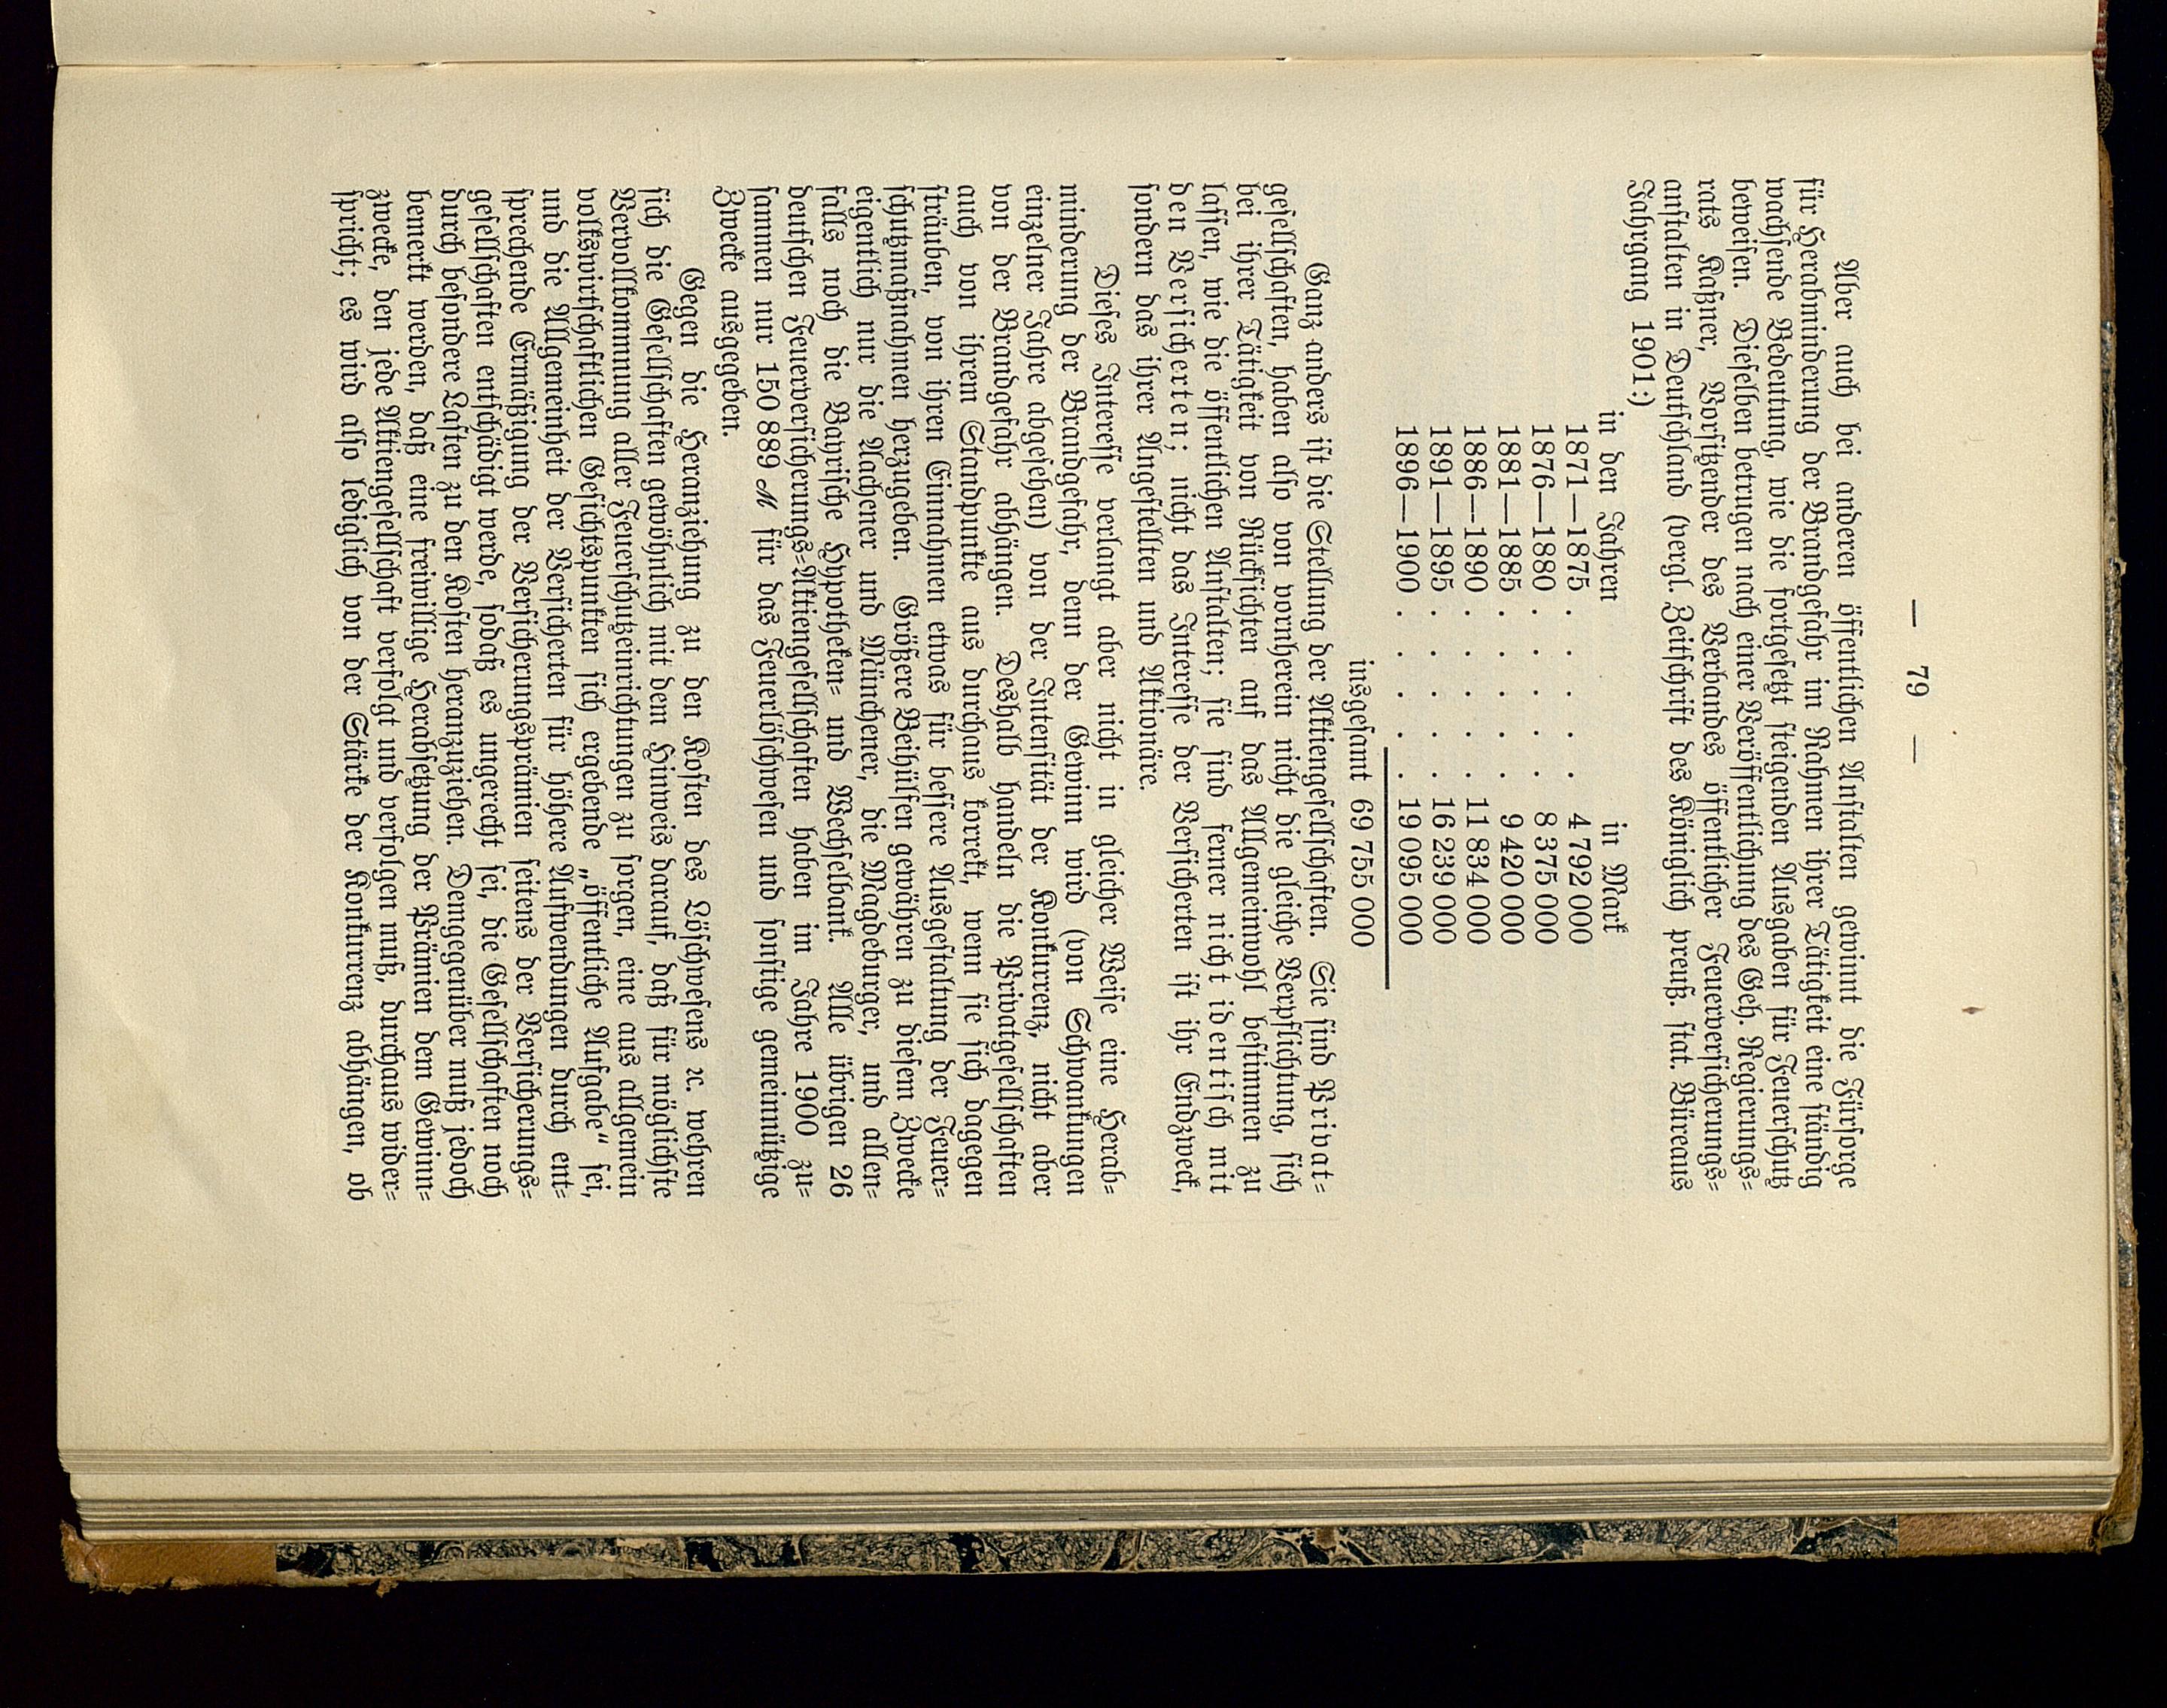 — 79 —
Aber auch bei anderen öffentlichen Anstalten gewinnt die Fürsorge
für Herabminderung der Brandgefahr im Rahmen ihrer Tätigkeit eine ständig
wachsende Bedeutung, wie die fortgesetzt steigenden Ausgaben für Feuerschutz
beweisen. Dieselben betrugen nach einer Veröffentlichung des Geh. Regierungs-
rats Kaßner, Vorsitzender des Verbandes öffentlicher Feuerversicherungs-
anstalten in Deutschland (vergl. Zeitschrift des Königlich preuß. stat. Büreaus
Jahrgang 1901:)
in den Jahren in Mark
1871—1875 . . . . . 4 792 000
1876—1880 . . . . . 8 375 000
1881—1885 . . . . . 9 420 000
1886—1890 . . . . . 11 834 000
1891—1895 . . . . . 16 239 000
1896—1900 . . . . . 19 095 000
insgesamt 69 755 000
Ganz anders ist die Stellung der Aktiengesellschaften. Sie sind Privat-
gesellschaften, haben also von vornherein nicht die gleiche Verpflichtung, sich
bei ihrer Tätigkeit von Rücksichten auf das Allgemeinwohl bestimmen zu
lassen, wie die öffentlichen Anstalten; sie sind ferner nicht identisch mit
den Versicherten; nicht das Interesse der Versicherten ist ihr Endzweck,
sondern das ihrer Angestellten und Aktionäre.
Dieses Interesse verlangt aber nicht in gleicher Weise eine Herab-
minderung der Brandgefahr, denn der Gewinn wird (von Schwankungen
einzelner Jahre abgesehen) von der Intensität der Konkurrenz, nicht aber
von der Brandgefahr abhängen. Deshalb handeln die Privatgesellschaften
auch von ihrem Standpunkte aus durchaus korrekt, wenn sie sich dagegen
sträuben, von ihren Einnahmen etwas für bessere Ausgestaltung der Feuer-
schutzmaßnahmen herzugeben. Größere Beihülfen gewähren zu diesem Zwecke
eigentlich nur die Aachener und Münchener, die Magdeburger, und allen-
falls noch die Bayrische Hypotheken- und Wechselbank. Alle übrigen 26
deutschen Feuerversicherungs-Aktiengesellschaften haben im Jahre 1900 zu-
sammen nur 150 889 ℳ für das Feuerlöschwesen und sonstige gemeinnützige
Zwecke ausgegeben.
Gegen die Heranziehung zu den Kosten des Löschwesens ꝛc. wehren
sich die Gesellschaften gewöhnlich mit dem Hinweis darauf, daß für möglichste
Vervollkommnung aller Feuerschutzeinrichtungen zu sorgen, eine aus allgemein
volkswirtschaftlichen Gesichtspunkten sich ergebende „öffentliche Aufgabe“ sei,
und die Allgemeinheit der Versicherten für höhere Aufwendungen durch ent-
sprechende Ermäßigung der Versicherungsprämien seitens der Versicherungs-
gesellschaften entschädigt werde, sodaß es ungerecht sei, die Gesellschaften noch
durch besondere Lasten zu den Kosten heranzuziehen. Demgegenüber muß jedoch
bemerkt werden, daß eine freiwillige Herabsetzung der Prämien dem Gewinn-
zwecke, den jede Aktiengesellschaft verfolgt und verfolgen muß, durchaus wider-
spricht; es wird also lediglich von der Stärke der Konkurrenz abhängen, ob